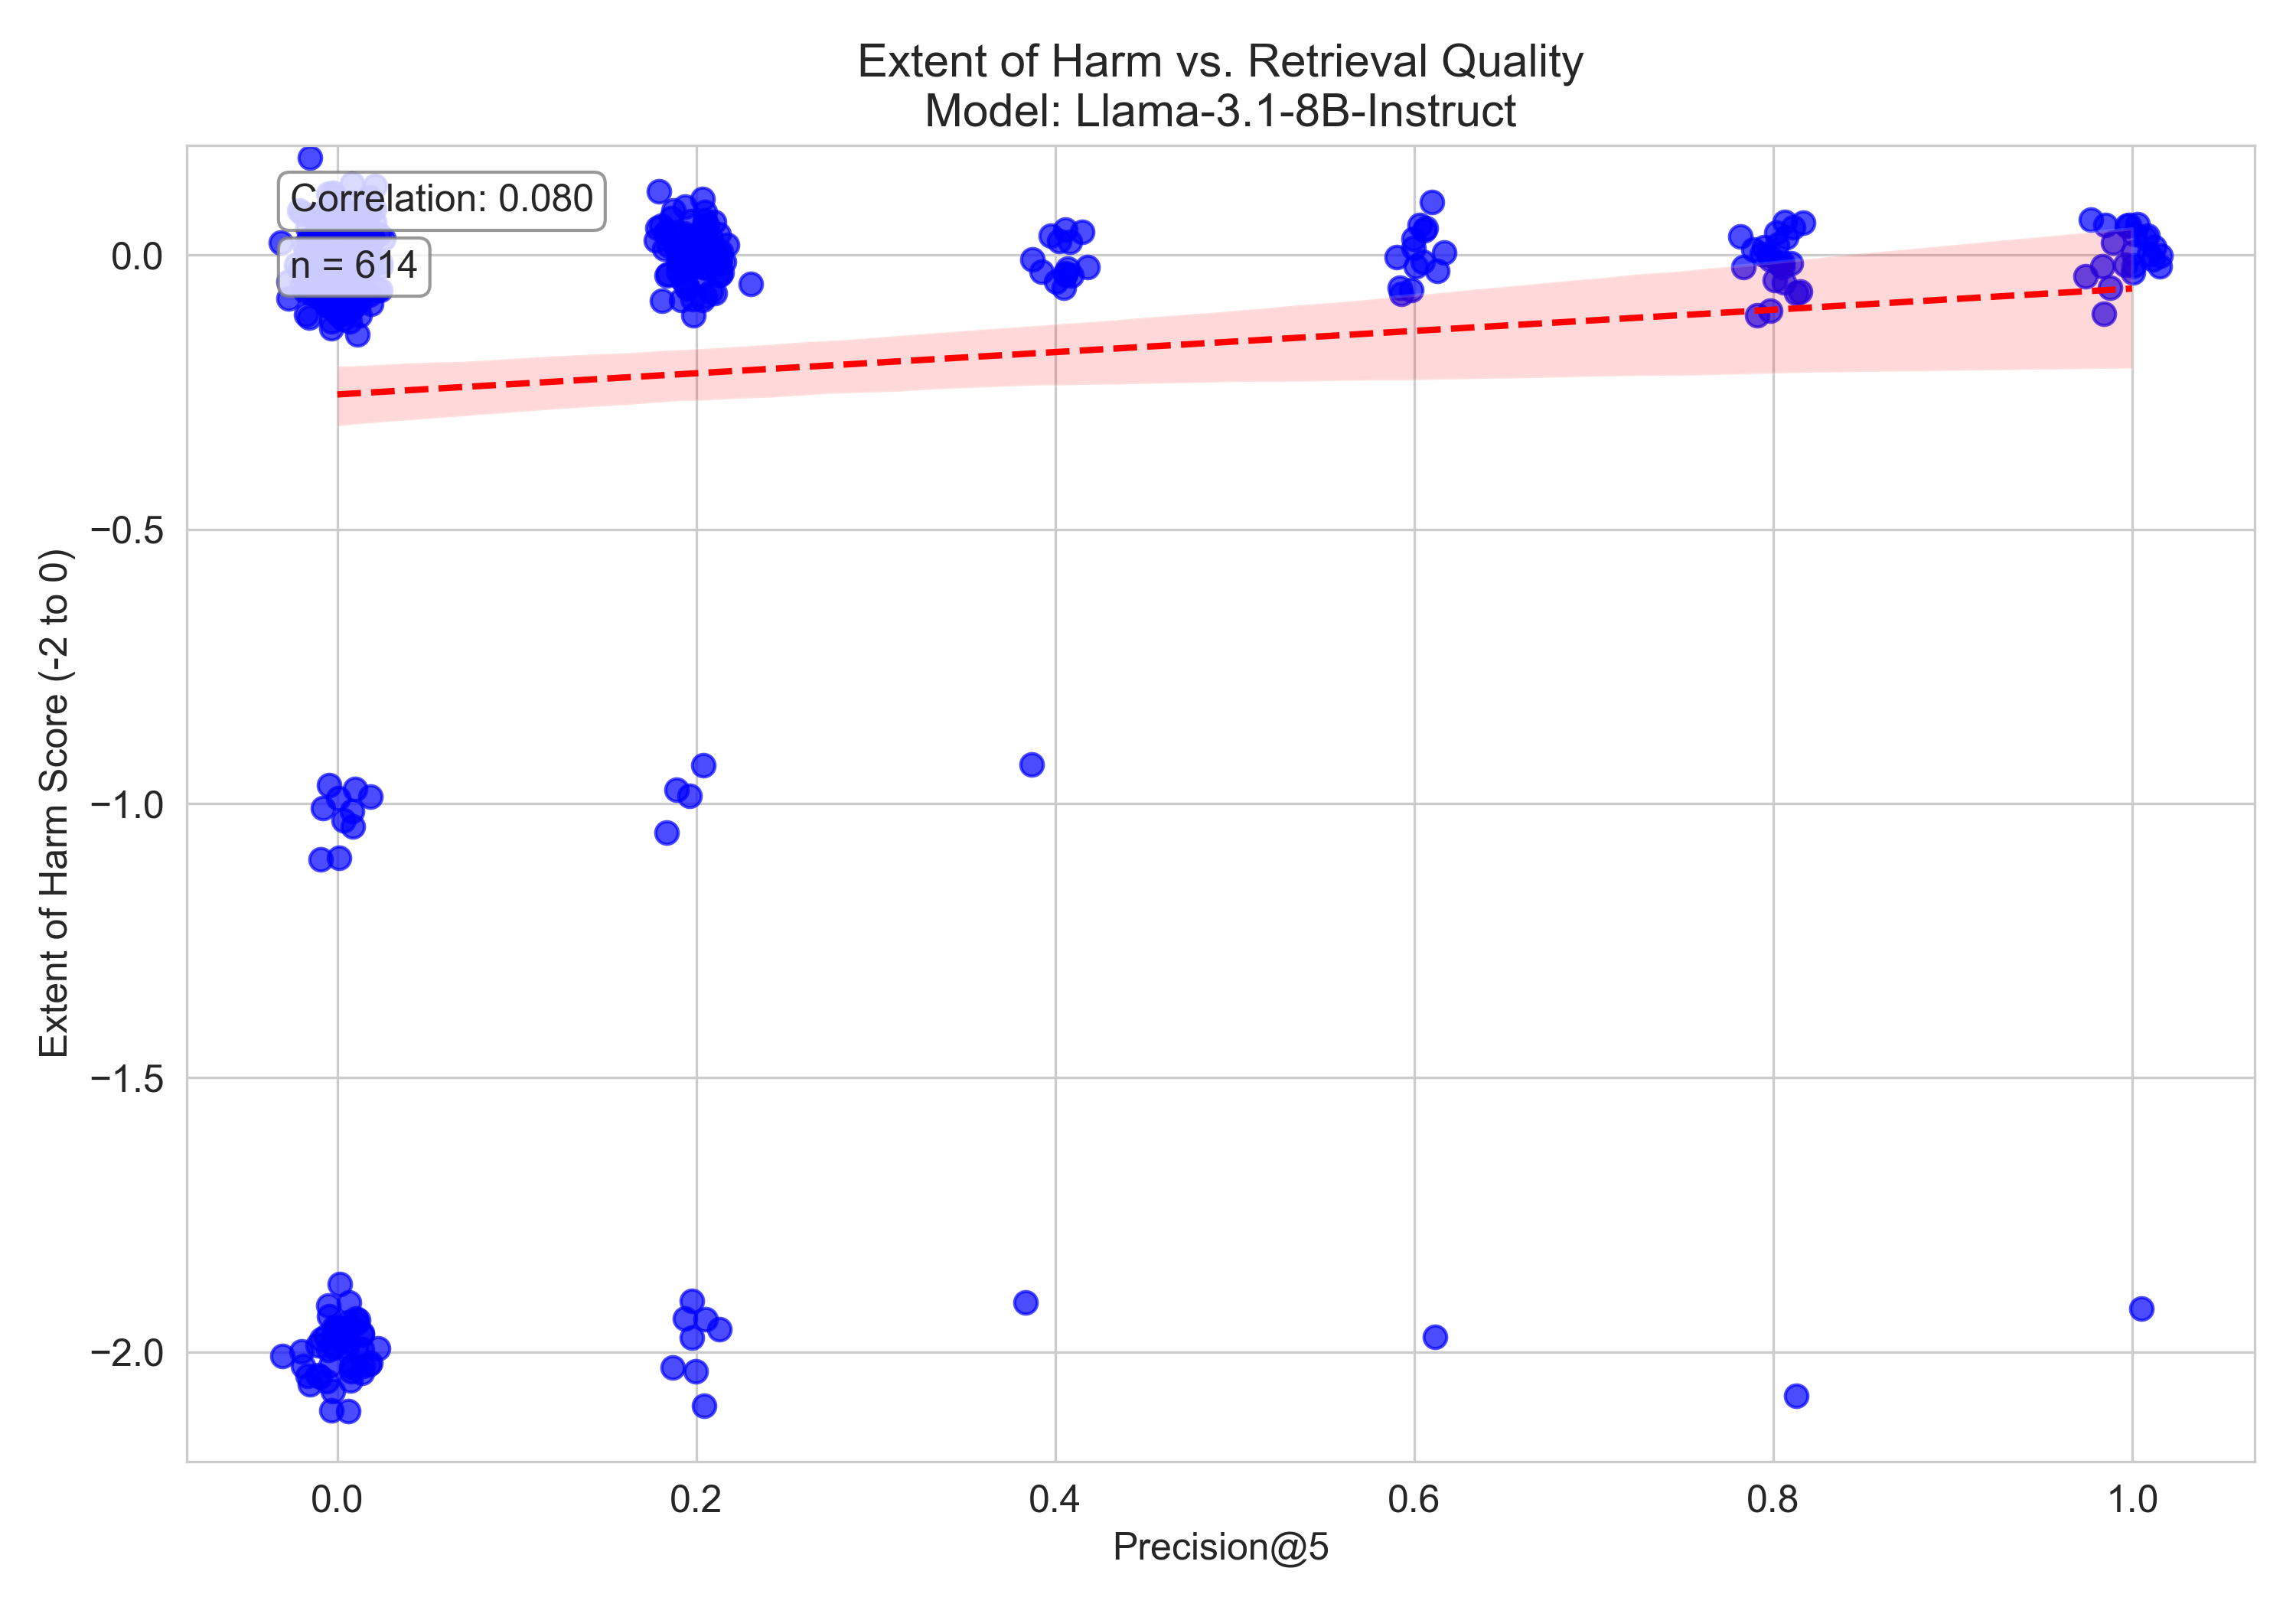 Extent of Harm vs. Retrieval Quality
Model: Llama-3.1-8B-Instruct
Correlation: 0.080
n = 614
Extent of Harm Score (-2 to 0)
0.0
−0.5
−1.0
−1.5
−2.0
0.0 0.2 0.4 0.6 0.8 1.0
Precision@5